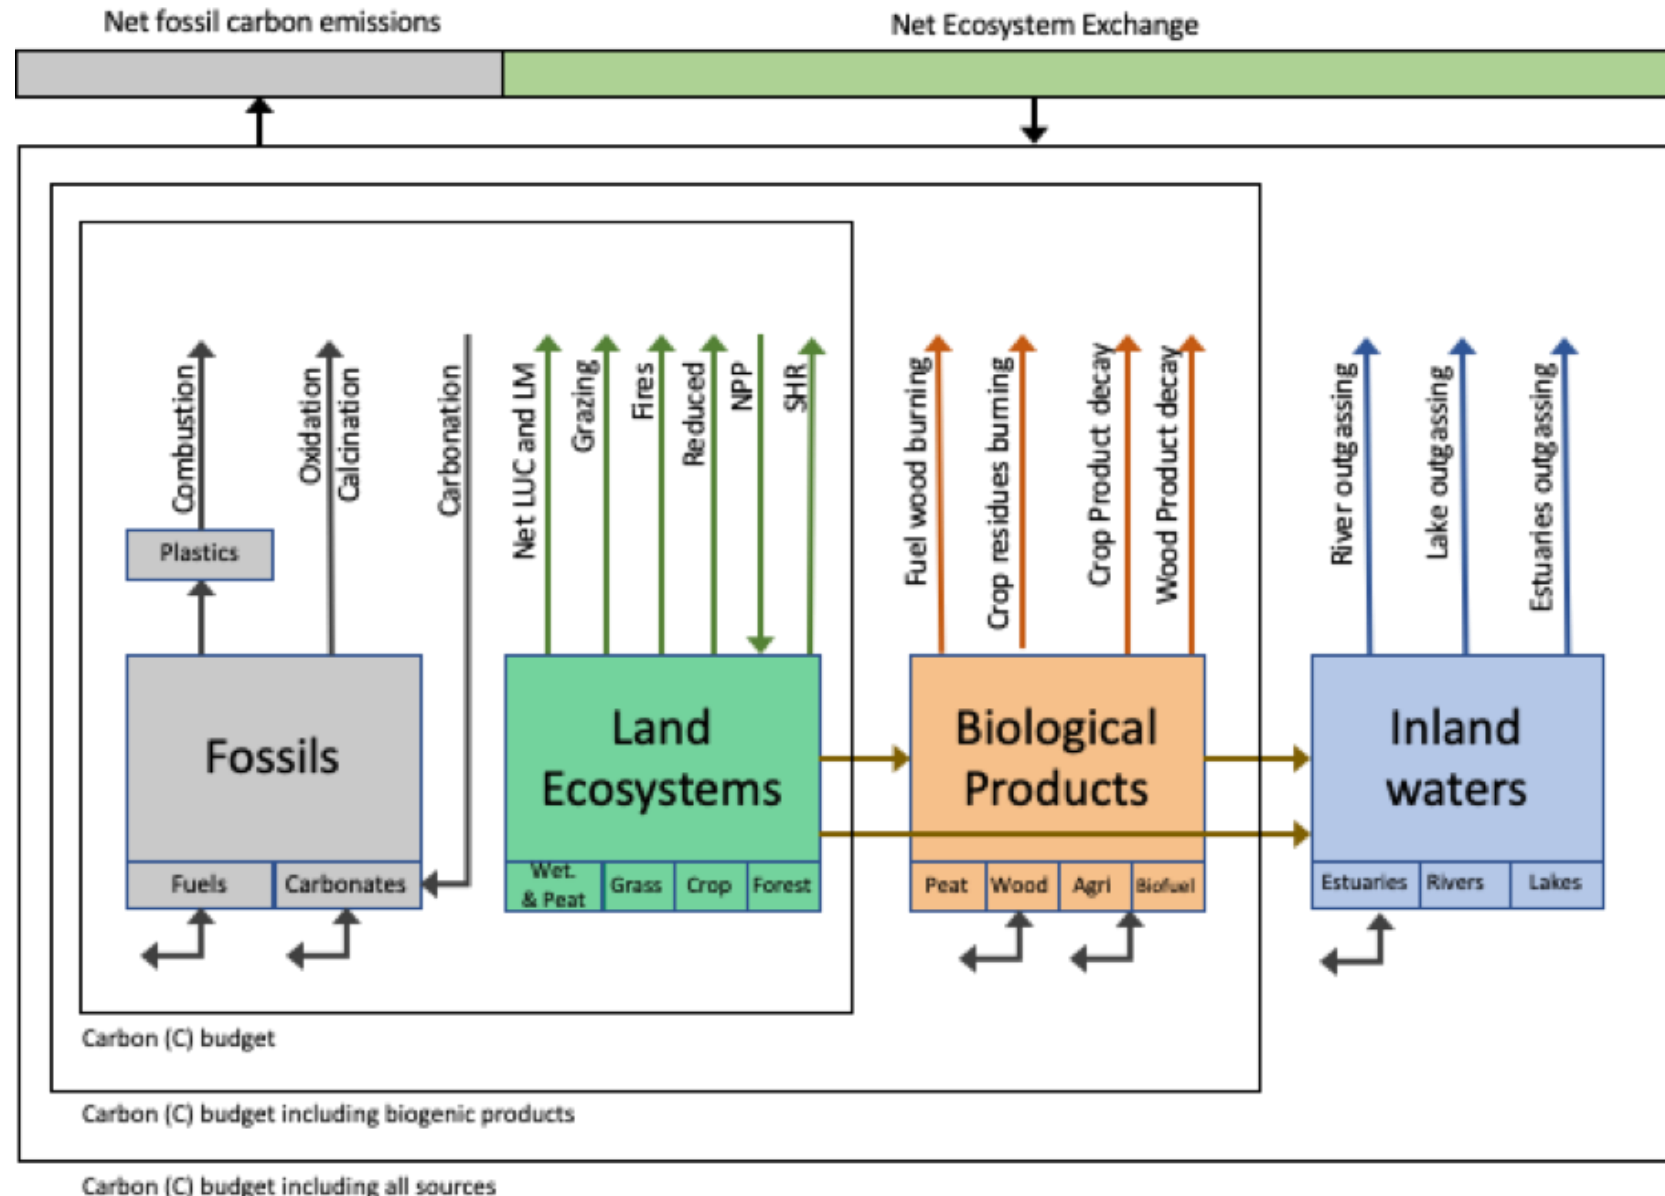 Net fossil carbon emissions
Net Ecosystem Exchange
Combustion
Oxidation
Calcination
Carbonation
Net LUC and LM
Grazing
Fires
Reduced
NPP
SHR
Fuel wood burning
Crop residues burning
Crop Product decay
Wood Product decay
River outgassing
Lake outgassing
Estuaries outgassing
Plastics
Fossils
Land
Ecosystems
Biological
Products
Inland
waters
Fuels
Carbonates
Wet.
& Peat
Grass
Crop
Forest
Peat
Wood
Agri
Biofuel
Estuaries
Rivers
Lakes
Carbon (C) budget
Carbon (C) budget including biogenic products
Carbon (C) budget including all sources